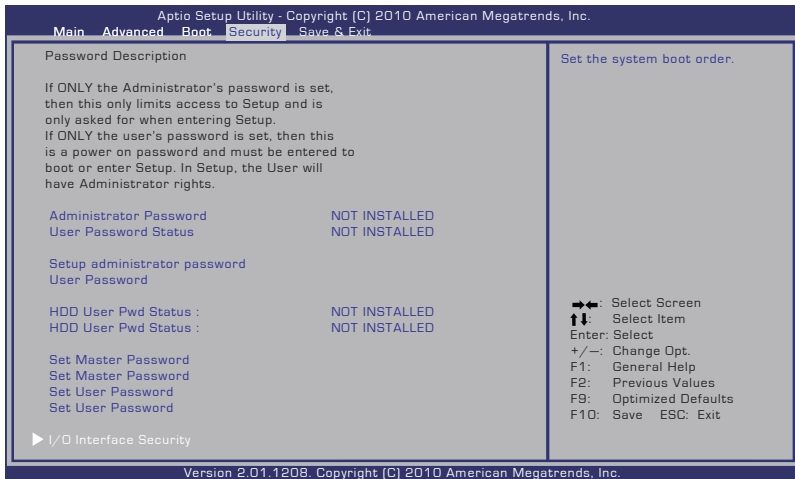 Aptio Setup Utility - Copyright (C) 2010 American Megatrends, Inc.
Main Advanced Boot Security Save & Exit
Password Description
If ONLY the Administrator's password is set,
then this only limits access to Setup and is
only asked for when entering Setup.
If ONLY the user's password is set, then this
is a power on password and must be entered to
boot or enter Setup. In Setup, the User will
have Administrator rights.
Administrator Password NOT INSTALLED
User Password Status NOT INSTALLED
Setup administrator password
User Password
HDD User Pwd Status : NOT INSTALLED
HDD User Pwd Status : NOT INSTALLED
Set Master Password
Set Master Password
Set User Password
Set User Password
▶ I/O Interface Security
Set the system boot order.
→←: Select Screen
↑↓: Select Item
Enter: Select
+/—: Change Opt.
F1: General Help
F2: Previous Values
F9: Optimized Defaults
F10: Save ESC: Exit
Version 2.01.1208. Copyright (C) 2010 American Megatrends, Inc.